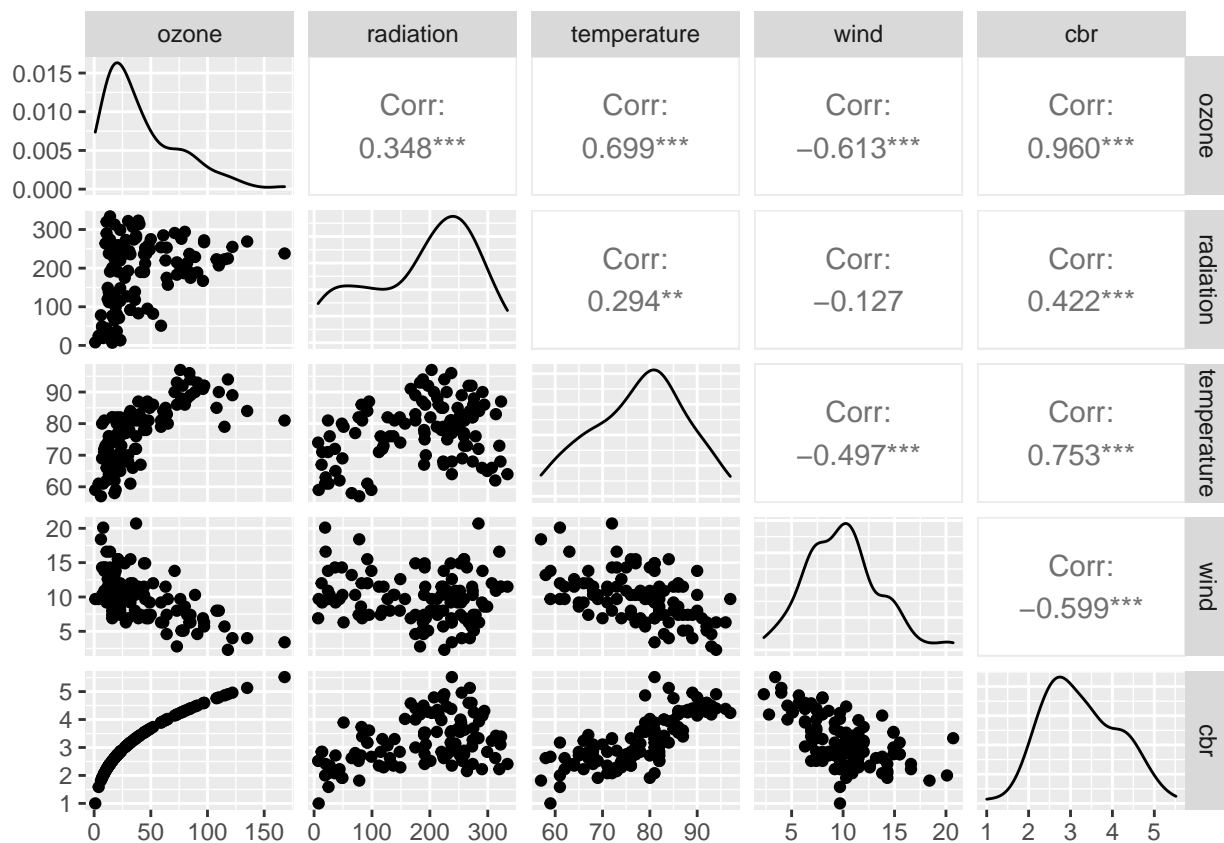 ozone radiation temperature wind cbr
0.015
0.010
0.005
0.000
Corr:
0.348***
Corr:
0.699***
Corr:
−0.613***
Corr:
0.960***
ozone
300
200
100
0
Corr:
0.294**
Corr:
−0.127
Corr:
0.422***
radiation
90
80
70
60
Corr:
−0.497***
Corr:
0.753***
temperature
20
15
10
5
Corr:
−0.599***
wind
5
4
3
2
1
cbr
0 50 100 150
0 100 200 300
60 70 80 90
5 10 15 20
1 2 3 4 5